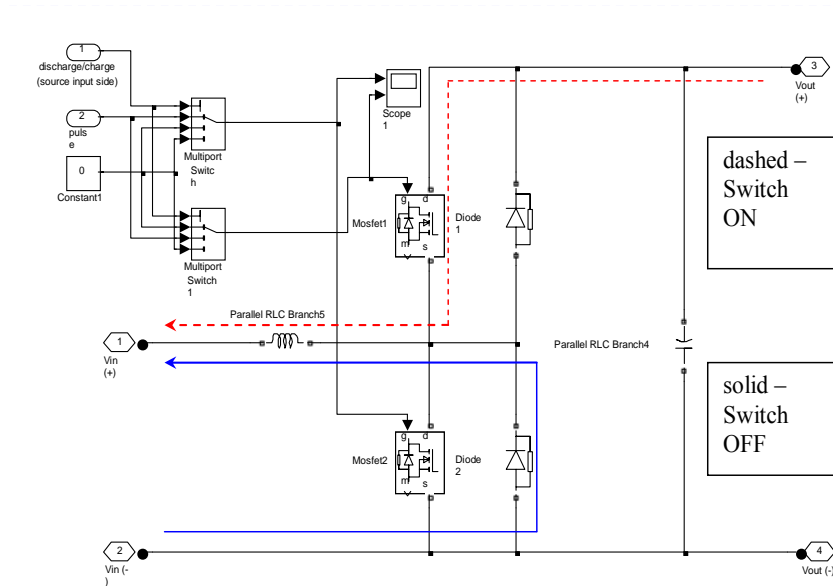 1
discharge/charge
(source input side)
2
puls
e
0
Constant1
Multiport
Switc
h
Multiport
Switch
1
Scope
1
3
Vout
(+)
dashed –
Switch
ON
g
d
m
s
Mosfet1
Diode
1
Parallel RLC Branch5
1
Vin
(+)
Parallel RLC Branch4
solid –
Switch
OFF
g
d
m
s
Mosfet2
Diode
2
2
Vin (-
)
4
Vout (-)